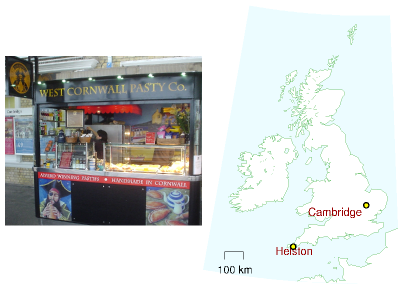 WEST CORNWALL PASTY Co.
AWARD WINNING PASTIES • HANDMADE IN CORNWALL
Cambridge
Helston
100 km